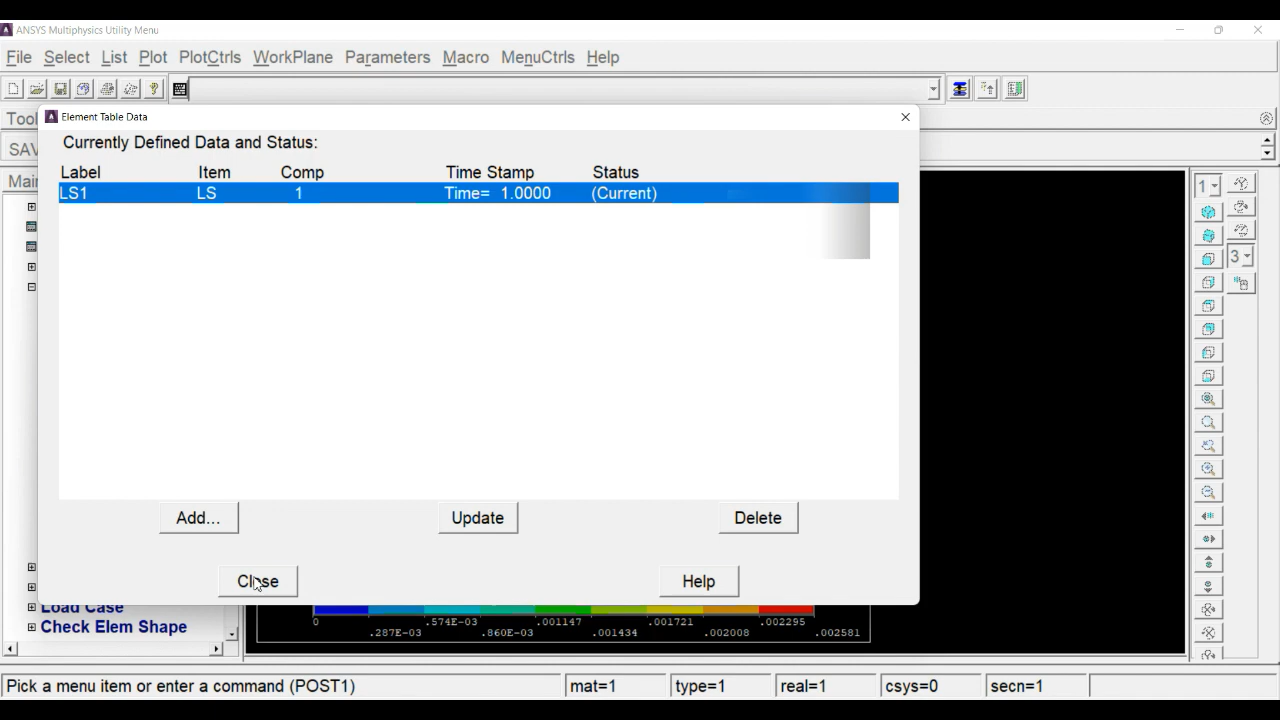 ANSYS Multiphysics Utility Menu
File Select List Plot PlotCtrls WorkPlane Parameters Macro MenuCtrls Help
Element Table Data
Currently Defined Data and Status:
Label Item Comp Time Stamp Status
LS1 LS 1 Time= 1.0000 (Current)
1
3
Add... Update Delete
Close Help
Load Case
Check Elem Shape
0 .574E-03 .001147 .001721 .002295
.287E-03 .860E-03 .001434 .002008 .002581
Pick a menu item or enter a command (POST1) mat=1 type=1 real=1 csys=0 secn=1